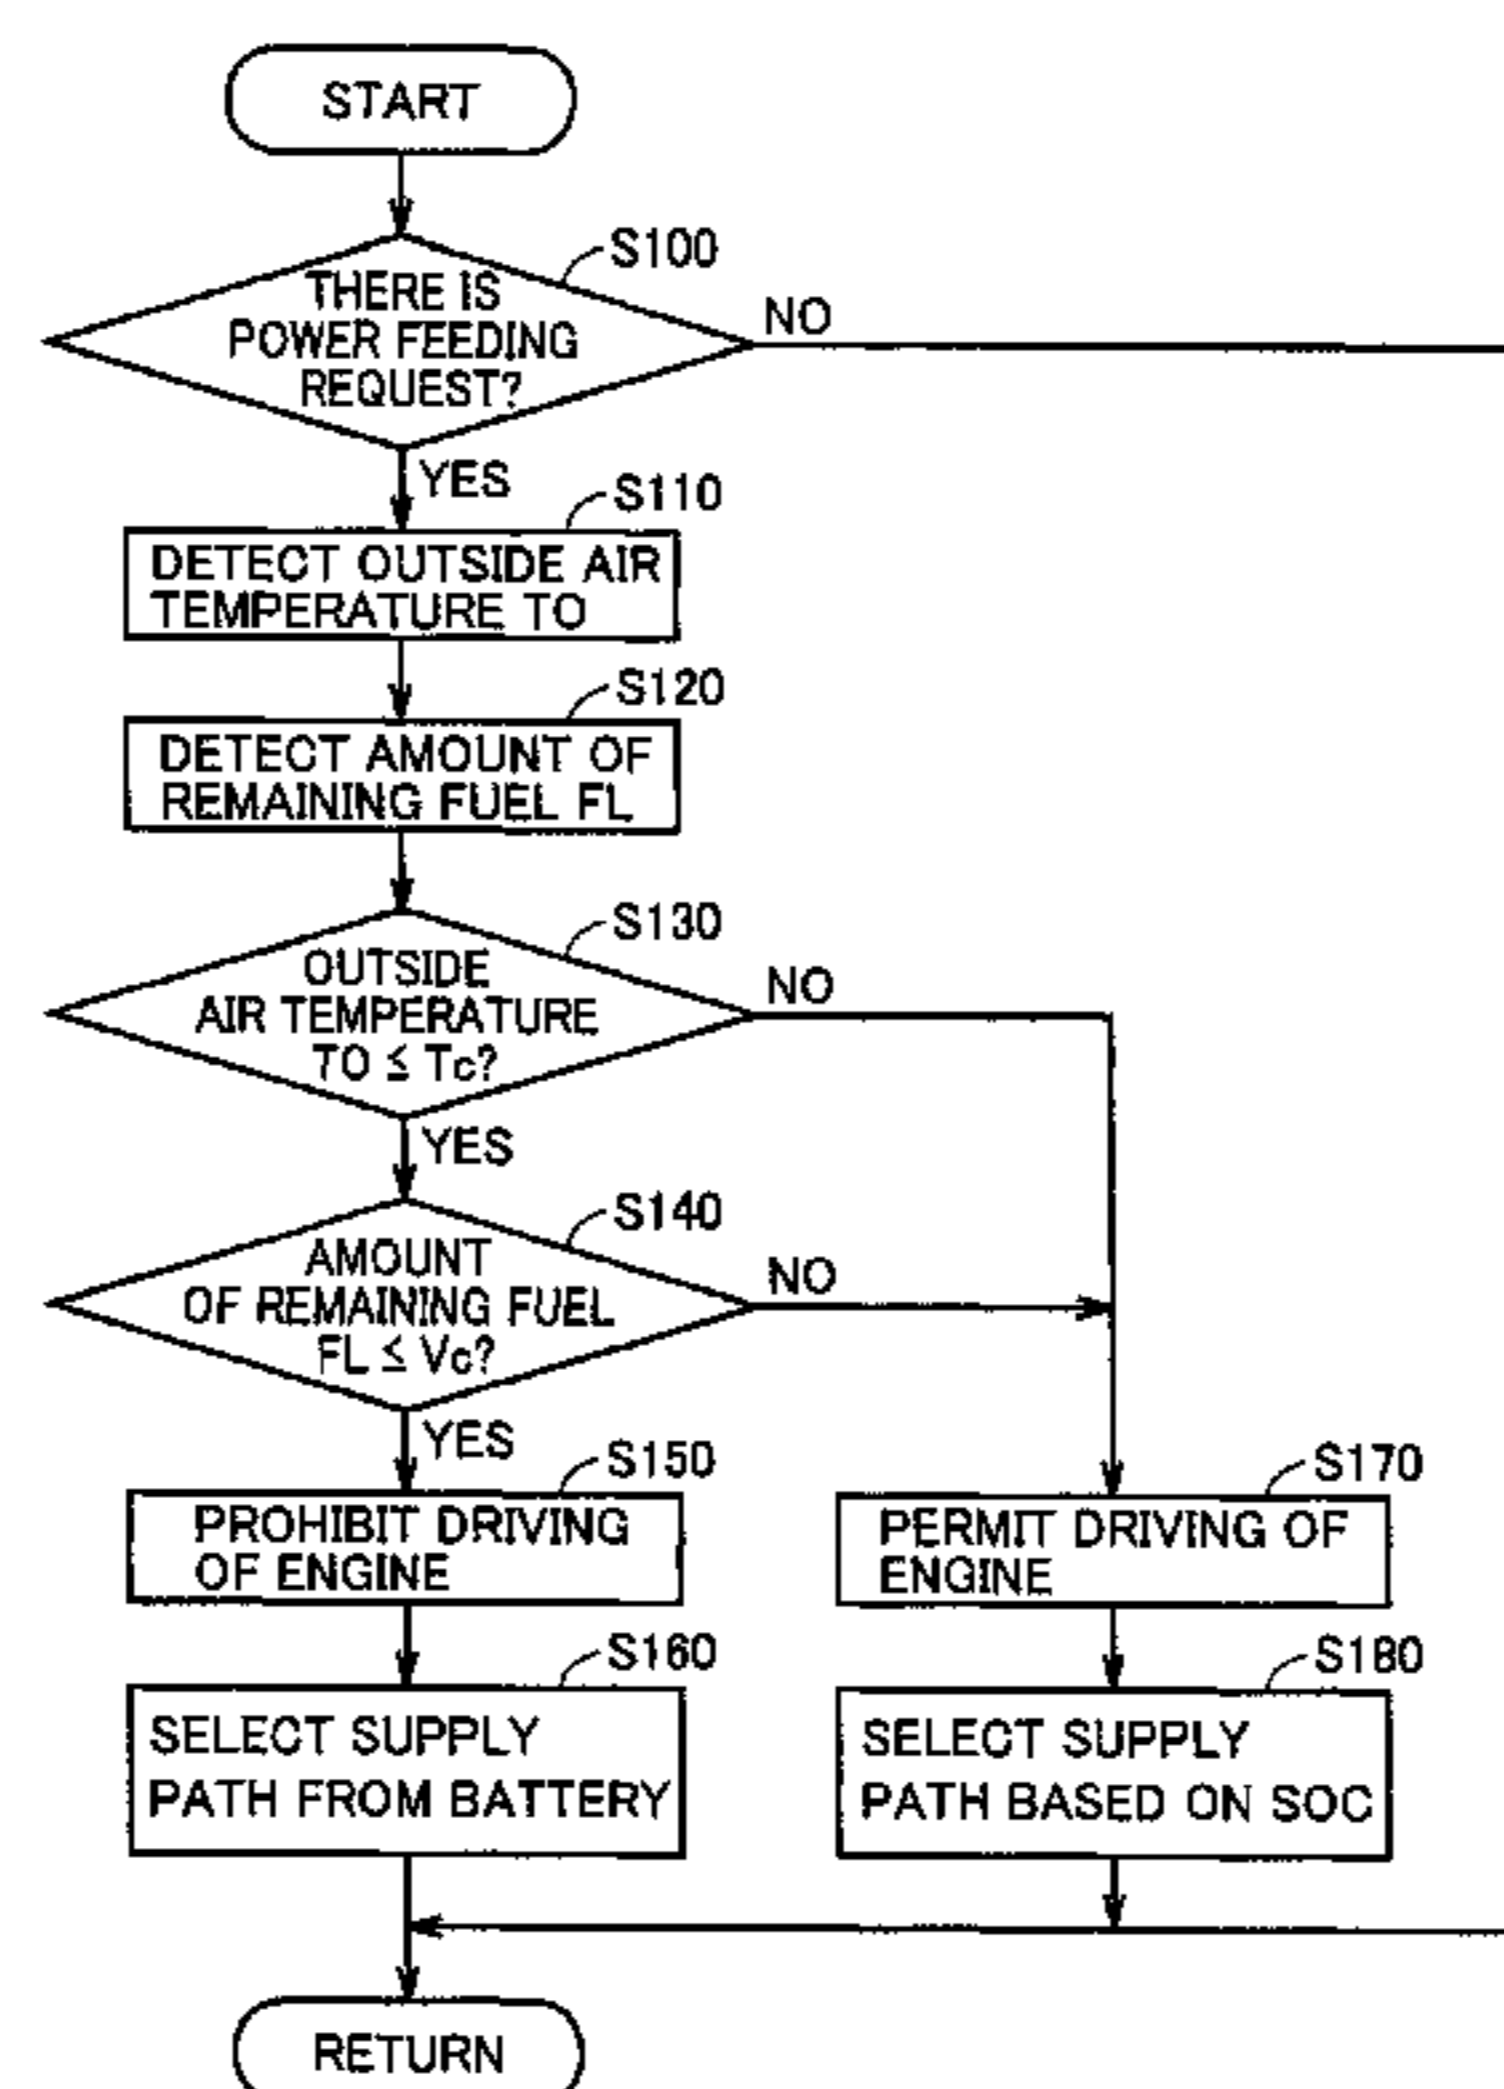 START
S100
THERE IS
POWER FEEDING
REQUEST?
NO
YES
S110
DETECT OUTSIDE AIR
TEMPERATURE TO
S120
DETECT AMOUNT OF
REMAINING FUEL FL
S130
OUTSIDE
AIR TEMPERATURE
TO ≤ Tc?
NO
YES
S140
AMOUNT
OF REMAINING FUEL
FL ≤ Vc?
NO
YES
S150
PROHIBIT DRIVING
OF ENGINE
S170
PERMIT DRIVING OF
ENGINE
S160
SELECT SUPPLY
PATH FROM BATTERY
S180
SELECT SUPPLY
PATH BASED ON SOC
RETURN